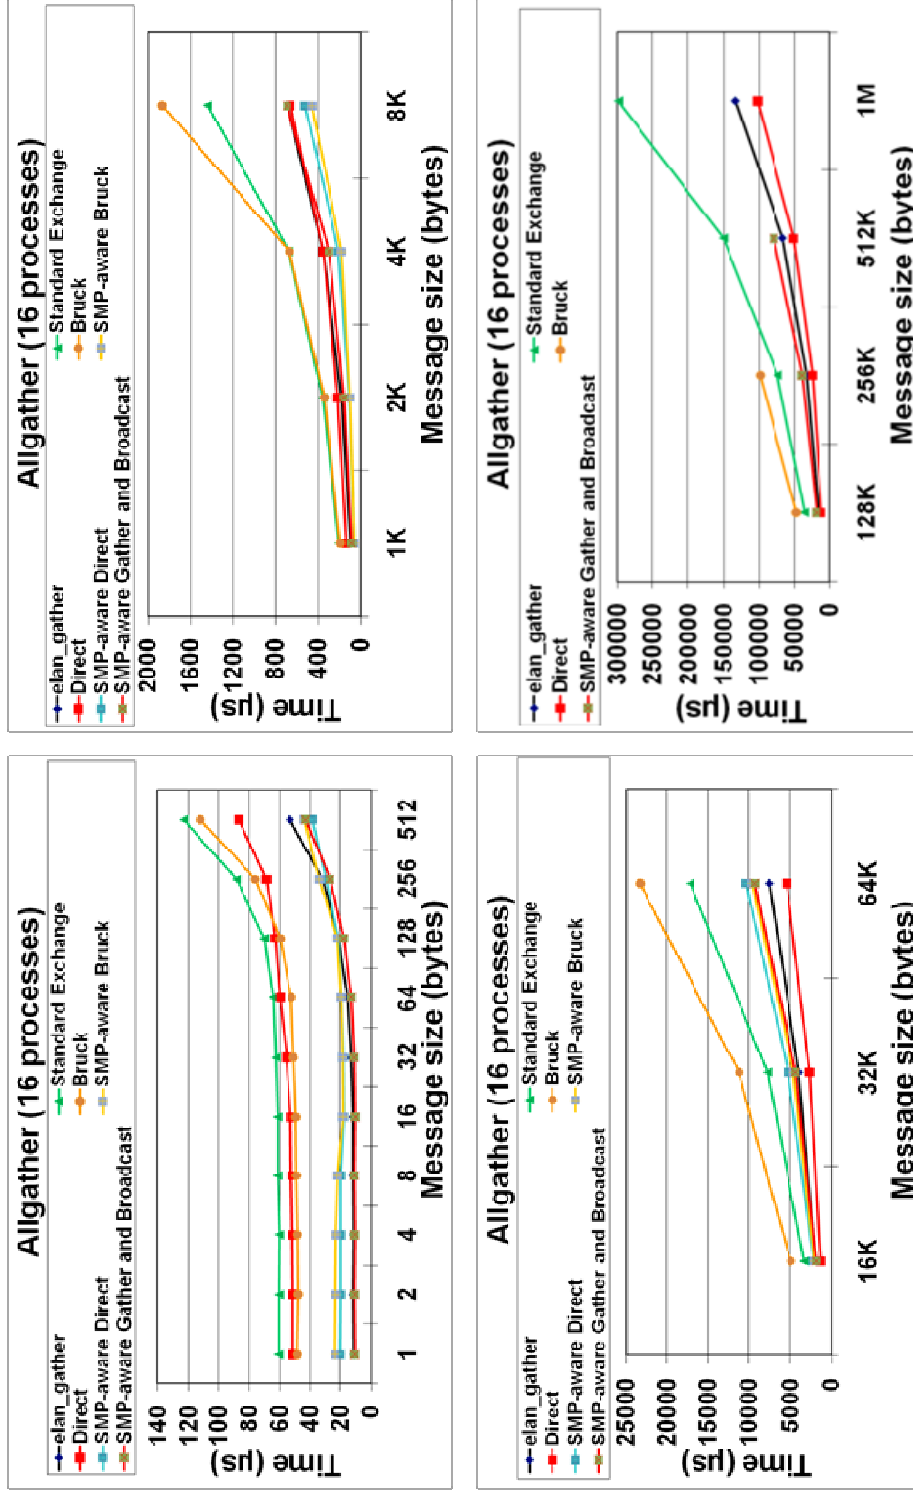 Allgather (16 processes)
elan_gather
Standard Exchange
Direct
Bruck
SMP-aware Direct
SMP-aware Bruck
SMP-aware Gather and Broadcast
140
120
100
80
60
40
20
0
Time (µs)
1
2
4
8
16
32
64
128
256
512
Message size (bytes)
Allgather (16 processes)
elan_gather
Standard Exchange
Direct
Bruck
SMP-aware Direct
SMP-aware Bruck
SMP-aware Gather and Broadcast
2000
1600
1200
800
400
0
Time (µs)
1K
2K
4K
8K
Message size (bytes)
Allgather (16 processes)
elan_gather
Standard Exchange
Direct
Bruck
SMP-aware Direct
SMP-aware Bruck
SMP-aware Gather and Broadcast
25000
20000
15000
10000
5000
0
Time (µs)
16K
32K
64K
Message size (bytes)
Allgather (16 processes)
elan_gather
Standard Exchange
Direct
Bruck
SMP-aware Gather and Broadcast
300000
250000
200000
150000
100000
50000
0
Time (µs)
128K
256K
512K
1M
Message size (bytes)